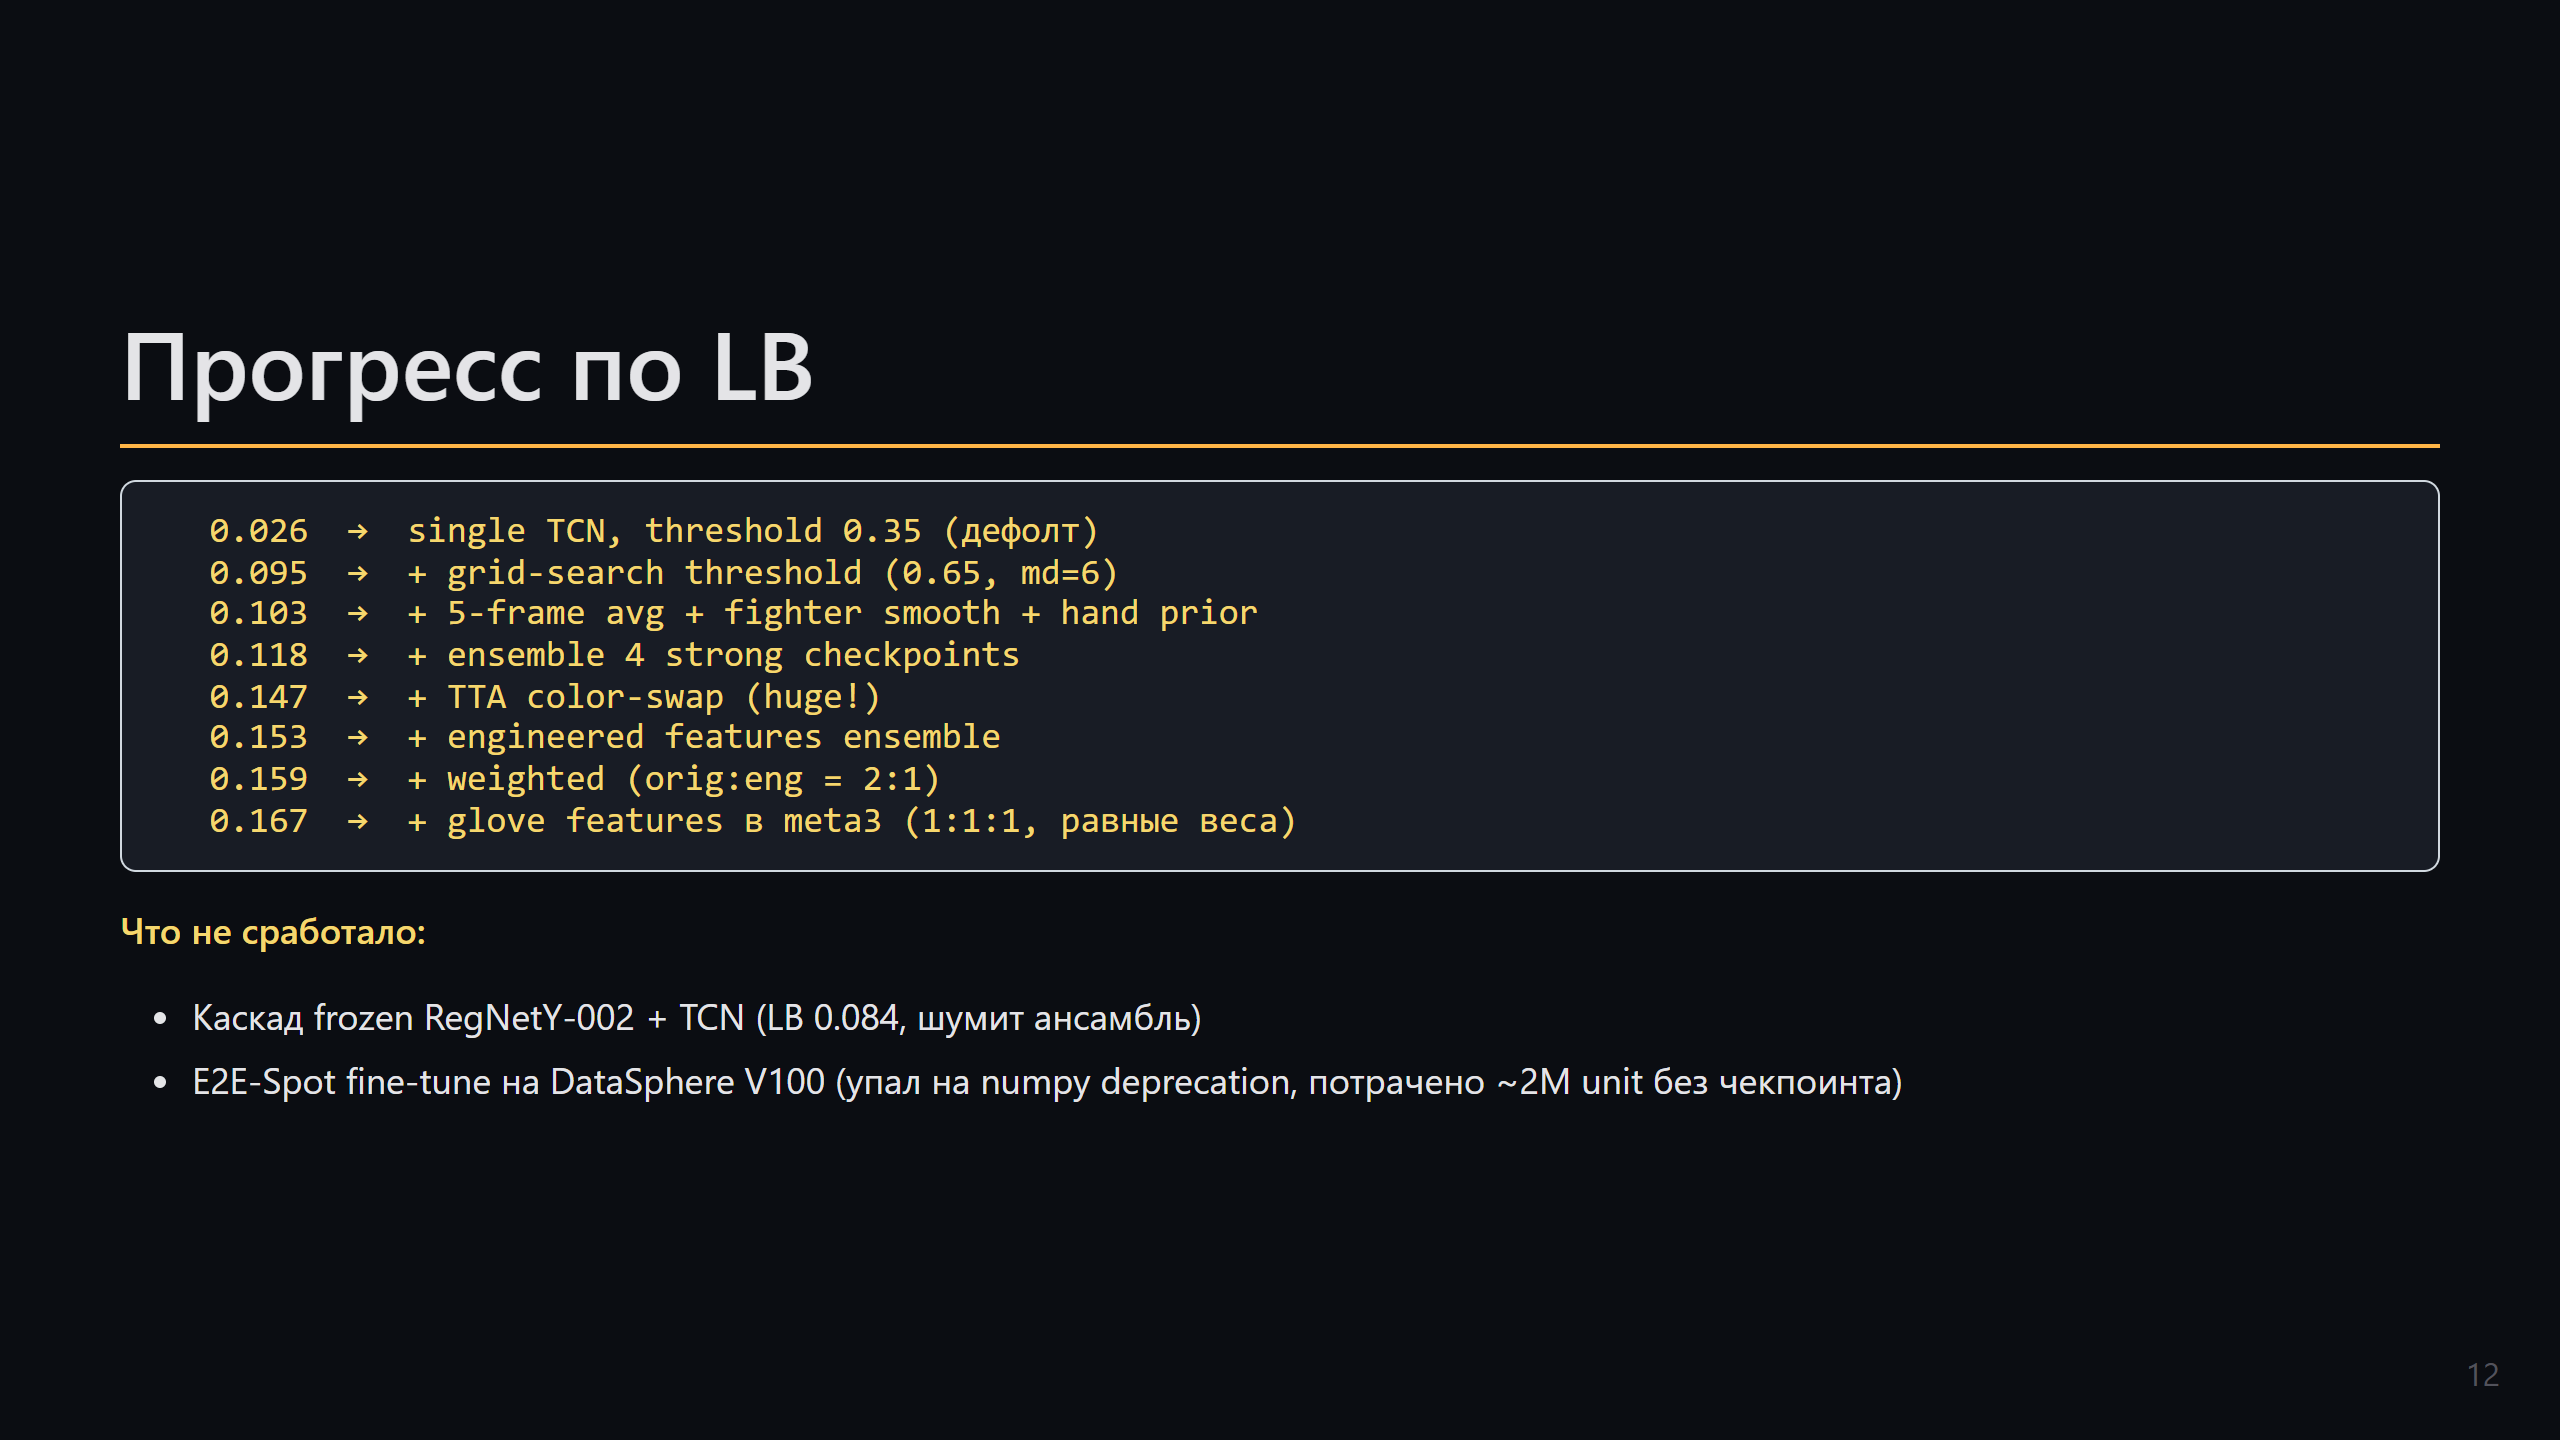 Прогресс по LB
0.026 → single TCN, threshold 0.35 (дефолт)
0.095 → + grid-search threshold (0.65, md=6)
0.103 → + 5-frame avg + fighter smooth + hand prior
0.118 → + ensemble 4 strong checkpoints
0.147 → + TTA color-swap (huge!)
0.153 → + engineered features ensemble
0.159 → + weighted (orig:eng = 2:1)
0.167 → + glove features в meta3 (1:1:1, равные веса)
Что не сработало:
• Каскад frozen RegNetY-002 + TCN (LB 0.084, шумит ансамбль)
• E2E-Spot fine-tune на DataSphere V100 (упал на numpy deprecation, потрачено ~2M unit без чекпоинта)
12